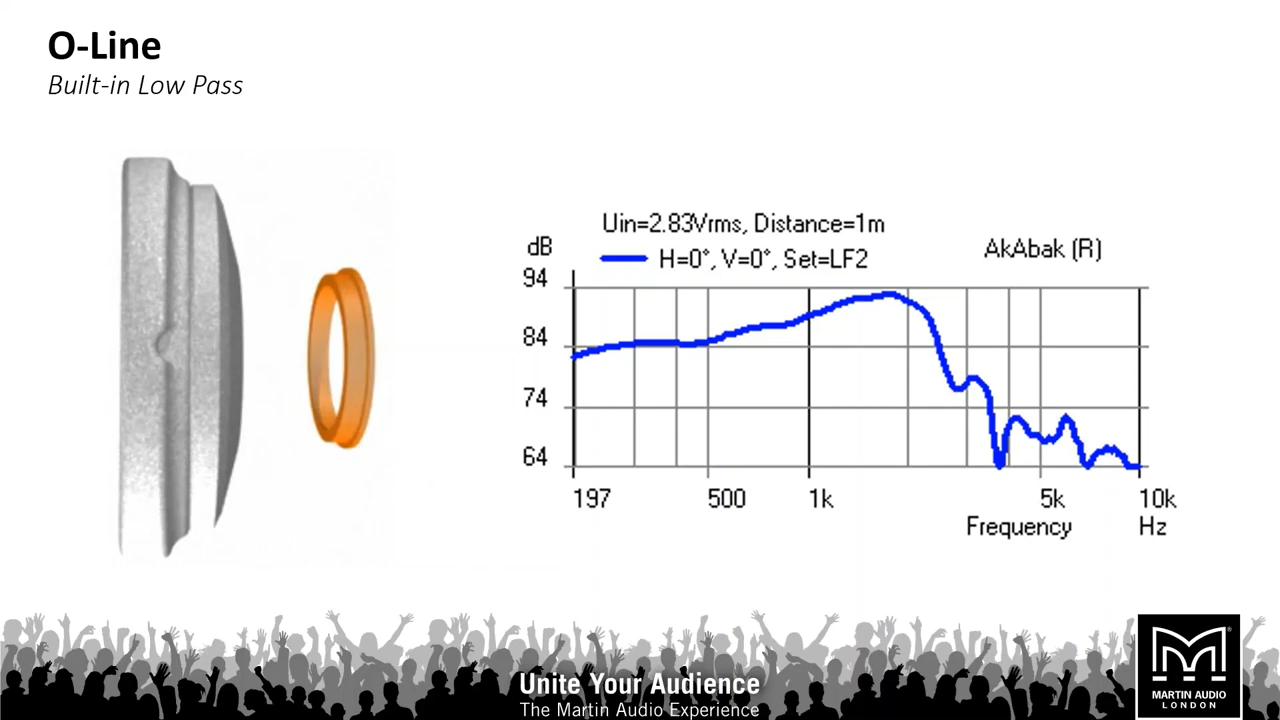 O-Line
Built-in Low Pass
Uin=2.83Vrms, Distance=1m
dB
H=0°, V=0°, Set=LF2
AkAbak (R)
94
84
74
64
197
500
1k
5k
10k
Frequency
Hz
Unite Your Audience
The Martin Audio Experience
®
MARTIN AUDIO
LONDON